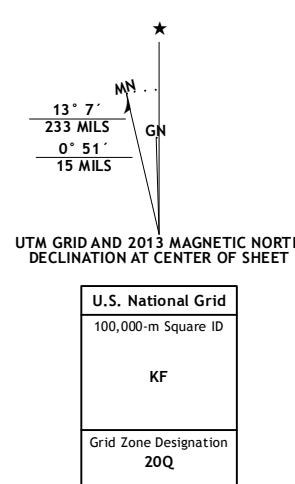 MN
GN
13° 7´
233 MILS
0° 51´
15 MILS
UTM GRID AND 2013 MAGNETIC NORTH
DECLINATION AT CENTER OF SHEET
U.S. National Grid
100,000-m Square ID
KF
Grid Zone Designation
20Q